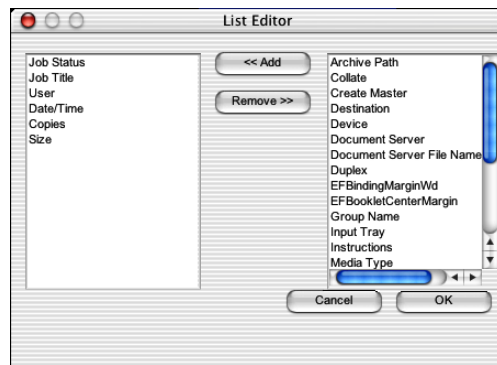 List Editor
Job Status
Job Title
User
Date/Time
Copies
Size
<< Add
Remove >>
Archive Path
Collate
Create Master
Destination
Device
Document Server
Document Server File Name
Duplex
EFBindingMarginWd
EFBookletCenterMargin
Group Name
Input Tray
Instructions
Media Type
Cancel
OK